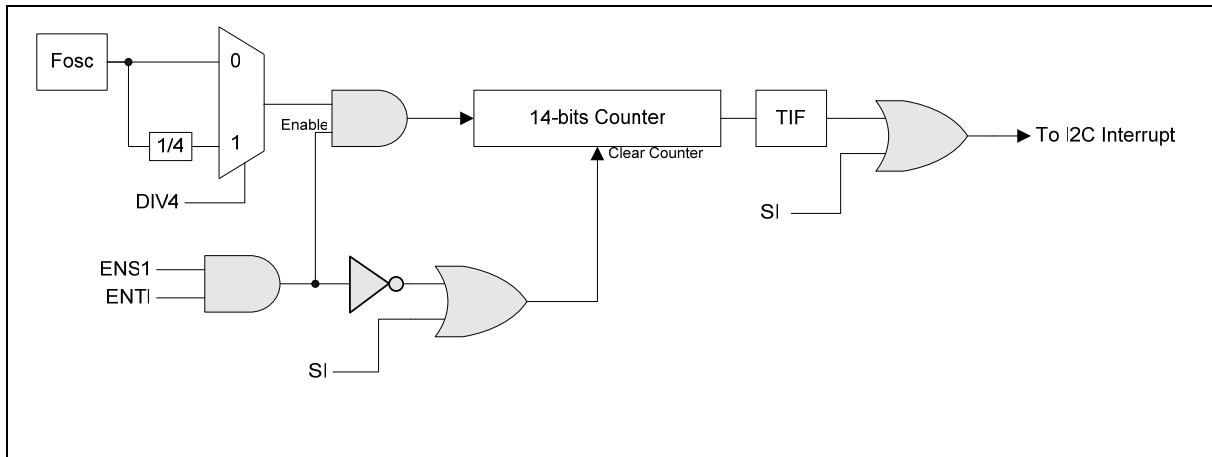 Fosc
0
1/4
1
Enable
DIV4
14-bits Counter
Clear Counter
TIF
To I2C Interrupt
SI
ENS1
ENTI
SI